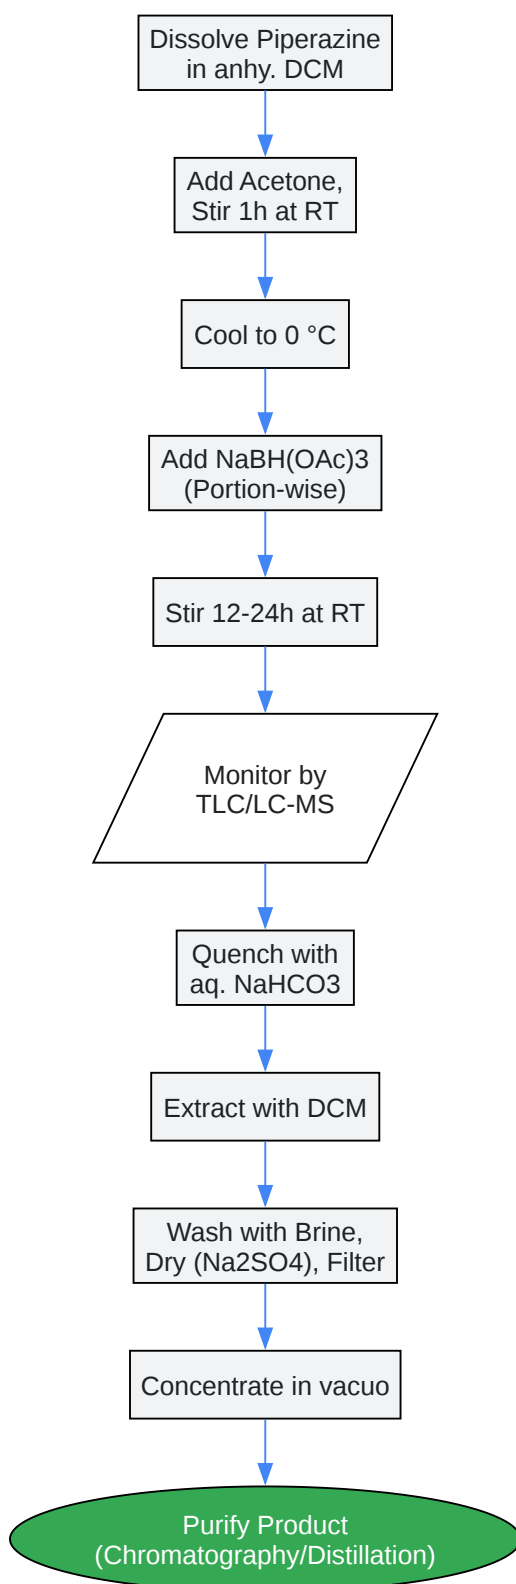 Dissolve Piperazine
in anhy. DCM
Add Acetone,
Stir 1h at RT
Cool to 0 °C
Add NaBH(OAc)3
(Portion-wise)
Stir 12-24h at RT
Monitor by
TLC/LC-MS
Quench with
aq. NaHCO3
Extract with DCM
Wash with Brine,
Dry (Na2SO4), Filter
Concentrate in vacuo
Purify Product
(Chromatography/Distillation)